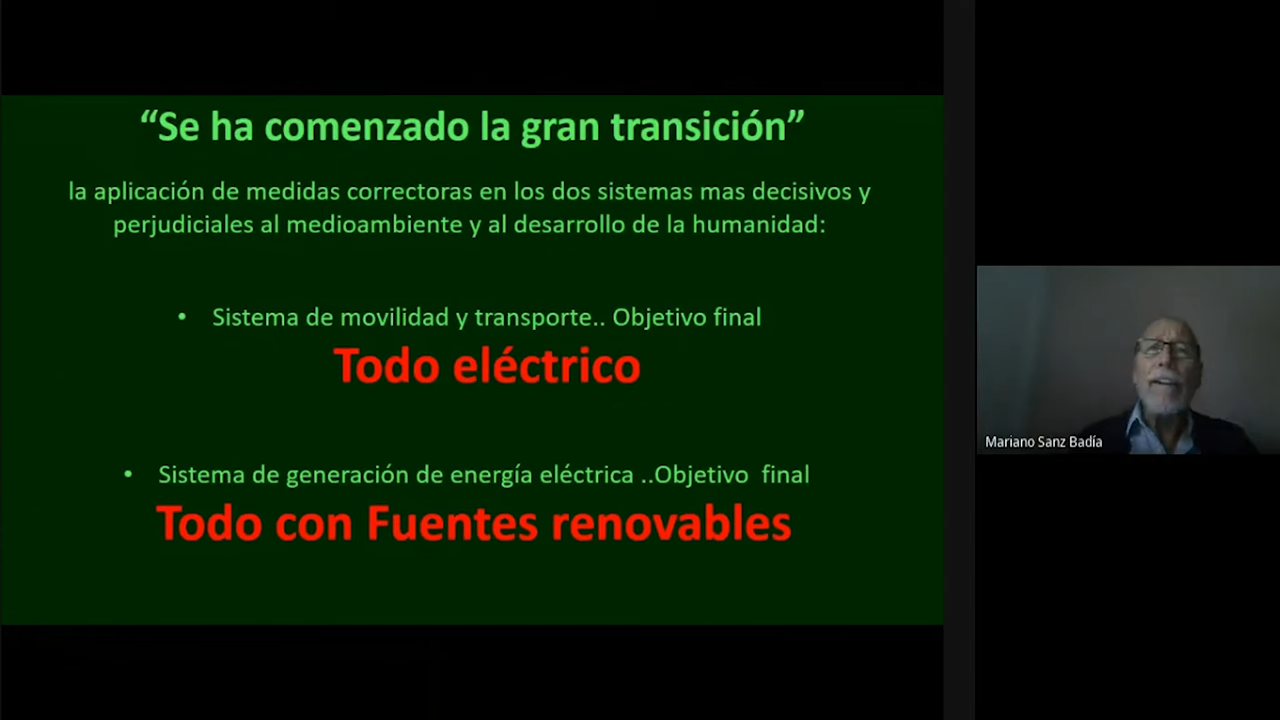 “Se ha comenzado la gran transición”
la aplicación de medidas correctoras en los dos sistemas mas decisivos y
perjudiciales al medioambiente y al desarrollo de la humanidad:
• Sistema de movilidad y transporte.. Objetivo final
Todo eléctrico
• Sistema de generación de energía eléctrica ..Objetivo final
Todo con Fuentes renovables
Mariano Sanz Badía